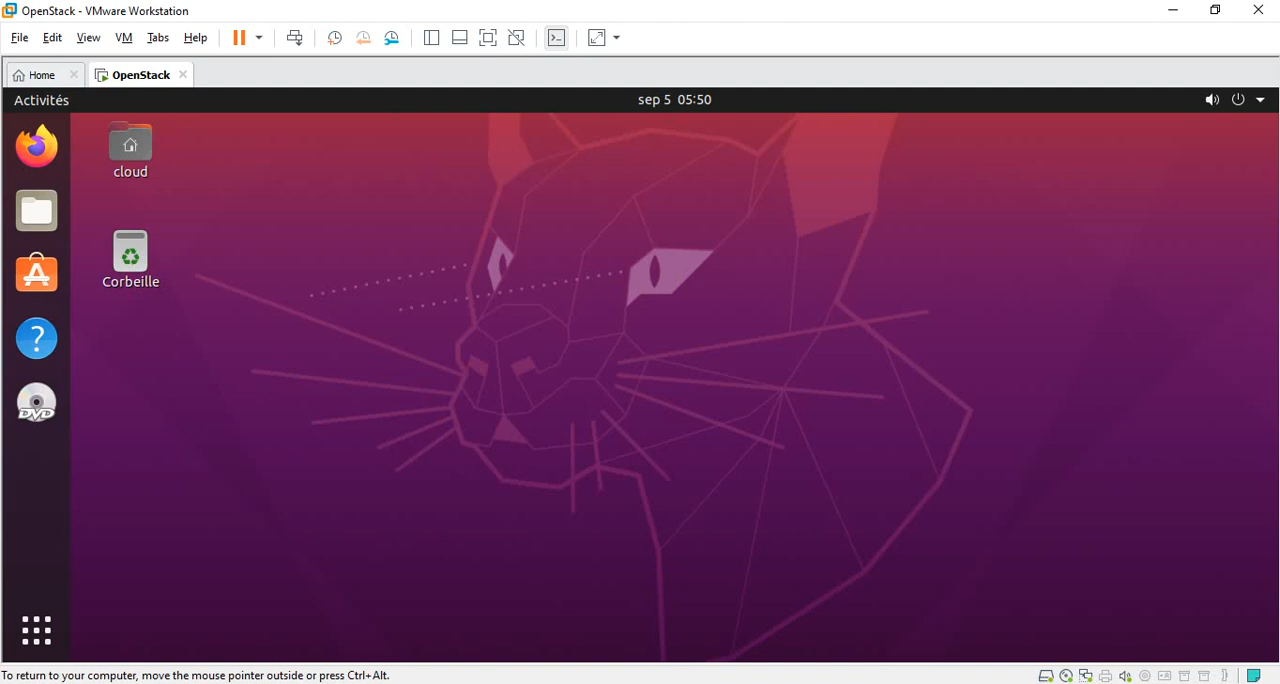 OpenStack - VMware Workstation
File Edit View VM Tabs Help
Home OpenStack
Activités sep 5 05:50
cloud
Corbeille
DVD
To return to your computer, move the mouse pointer outside or press Ctrl+Alt.